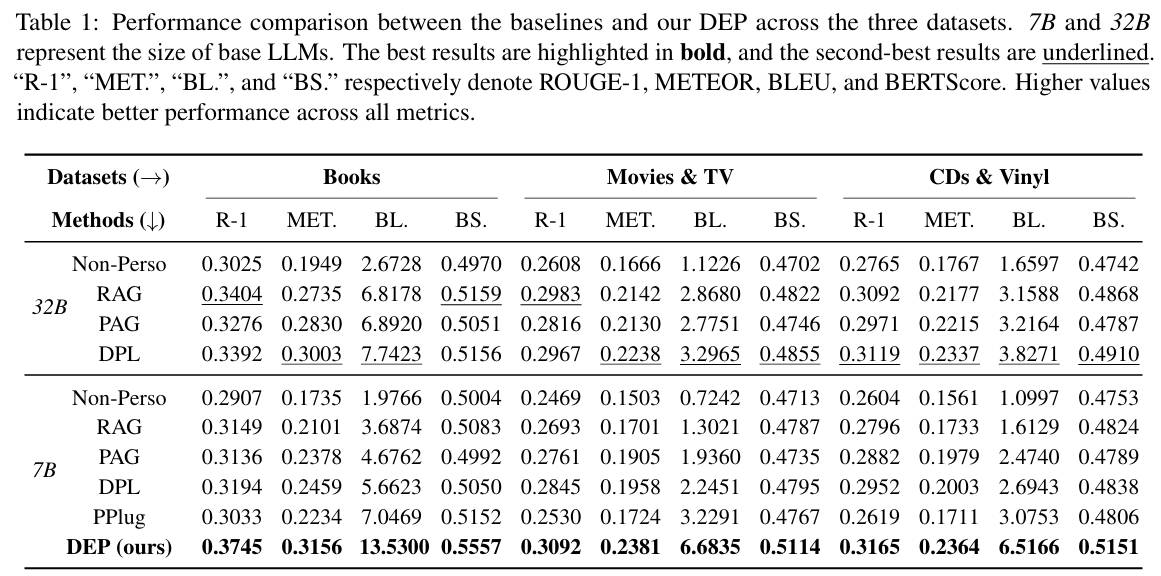 Table 1: Performance comparison between the baselines and our DEP across the three datasets. 7B and 32B
represent the size of base LLMs. The best results are highlighted in bold, and the second-best results are underlined.
“R-1”, “MET.”, “BL.”, and “BS.” respectively denote ROUGE-1, METEOR, BLEU, and BERTScore. Higher values
indicate better performance across all metrics.
Datasets (→) Books Movies & TV CDs & Vinyl
Methods (↓) R-1 MET. BL. BS. R-1 MET. BL. BS. R-1 MET. BL. BS.
32B
Non-Perso 0.3025 0.1949 2.6728 0.4970 0.2608 0.1666 1.1226 0.4702 0.2765 0.1767 1.6597 0.4742
RAG 0.3404 0.2735 6.8178 0.5159 0.2983 0.2142 2.8680 0.4822 0.3092 0.2177 3.1588 0.4868
PAG 0.3276 0.2830 6.8920 0.5051 0.2816 0.2130 2.7751 0.4746 0.2971 0.2215 3.2164 0.4787
DPL 0.3392 0.3003 7.7423 0.5156 0.2967 0.2238 3.2965 0.4855 0.3119 0.2337 3.8271 0.4910
7B
Non-Perso 0.2907 0.1735 1.9766 0.5004 0.2469 0.1503 0.7242 0.4713 0.2604 0.1561 1.0997 0.4753
RAG 0.3149 0.2101 3.6874 0.5083 0.2693 0.1701 1.3021 0.4787 0.2796 0.1733 1.6129 0.4824
PAG 0.3136 0.2378 4.6762 0.4992 0.2761 0.1905 1.9360 0.4735 0.2882 0.1979 2.4740 0.4789
DPL 0.3194 0.2459 5.6623 0.5050 0.2845 0.1958 2.2451 0.4795 0.2952 0.2003 2.6943 0.4838
PPlug 0.3033 0.2234 7.0469 0.5152 0.2530 0.1724 3.2291 0.4767 0.2619 0.1711 3.0753 0.4806
DEP (ours) 0.3745 0.3156 13.5300 0.5557 0.3092 0.2381 6.6835 0.5114 0.3165 0.2364 6.5166 0.5151